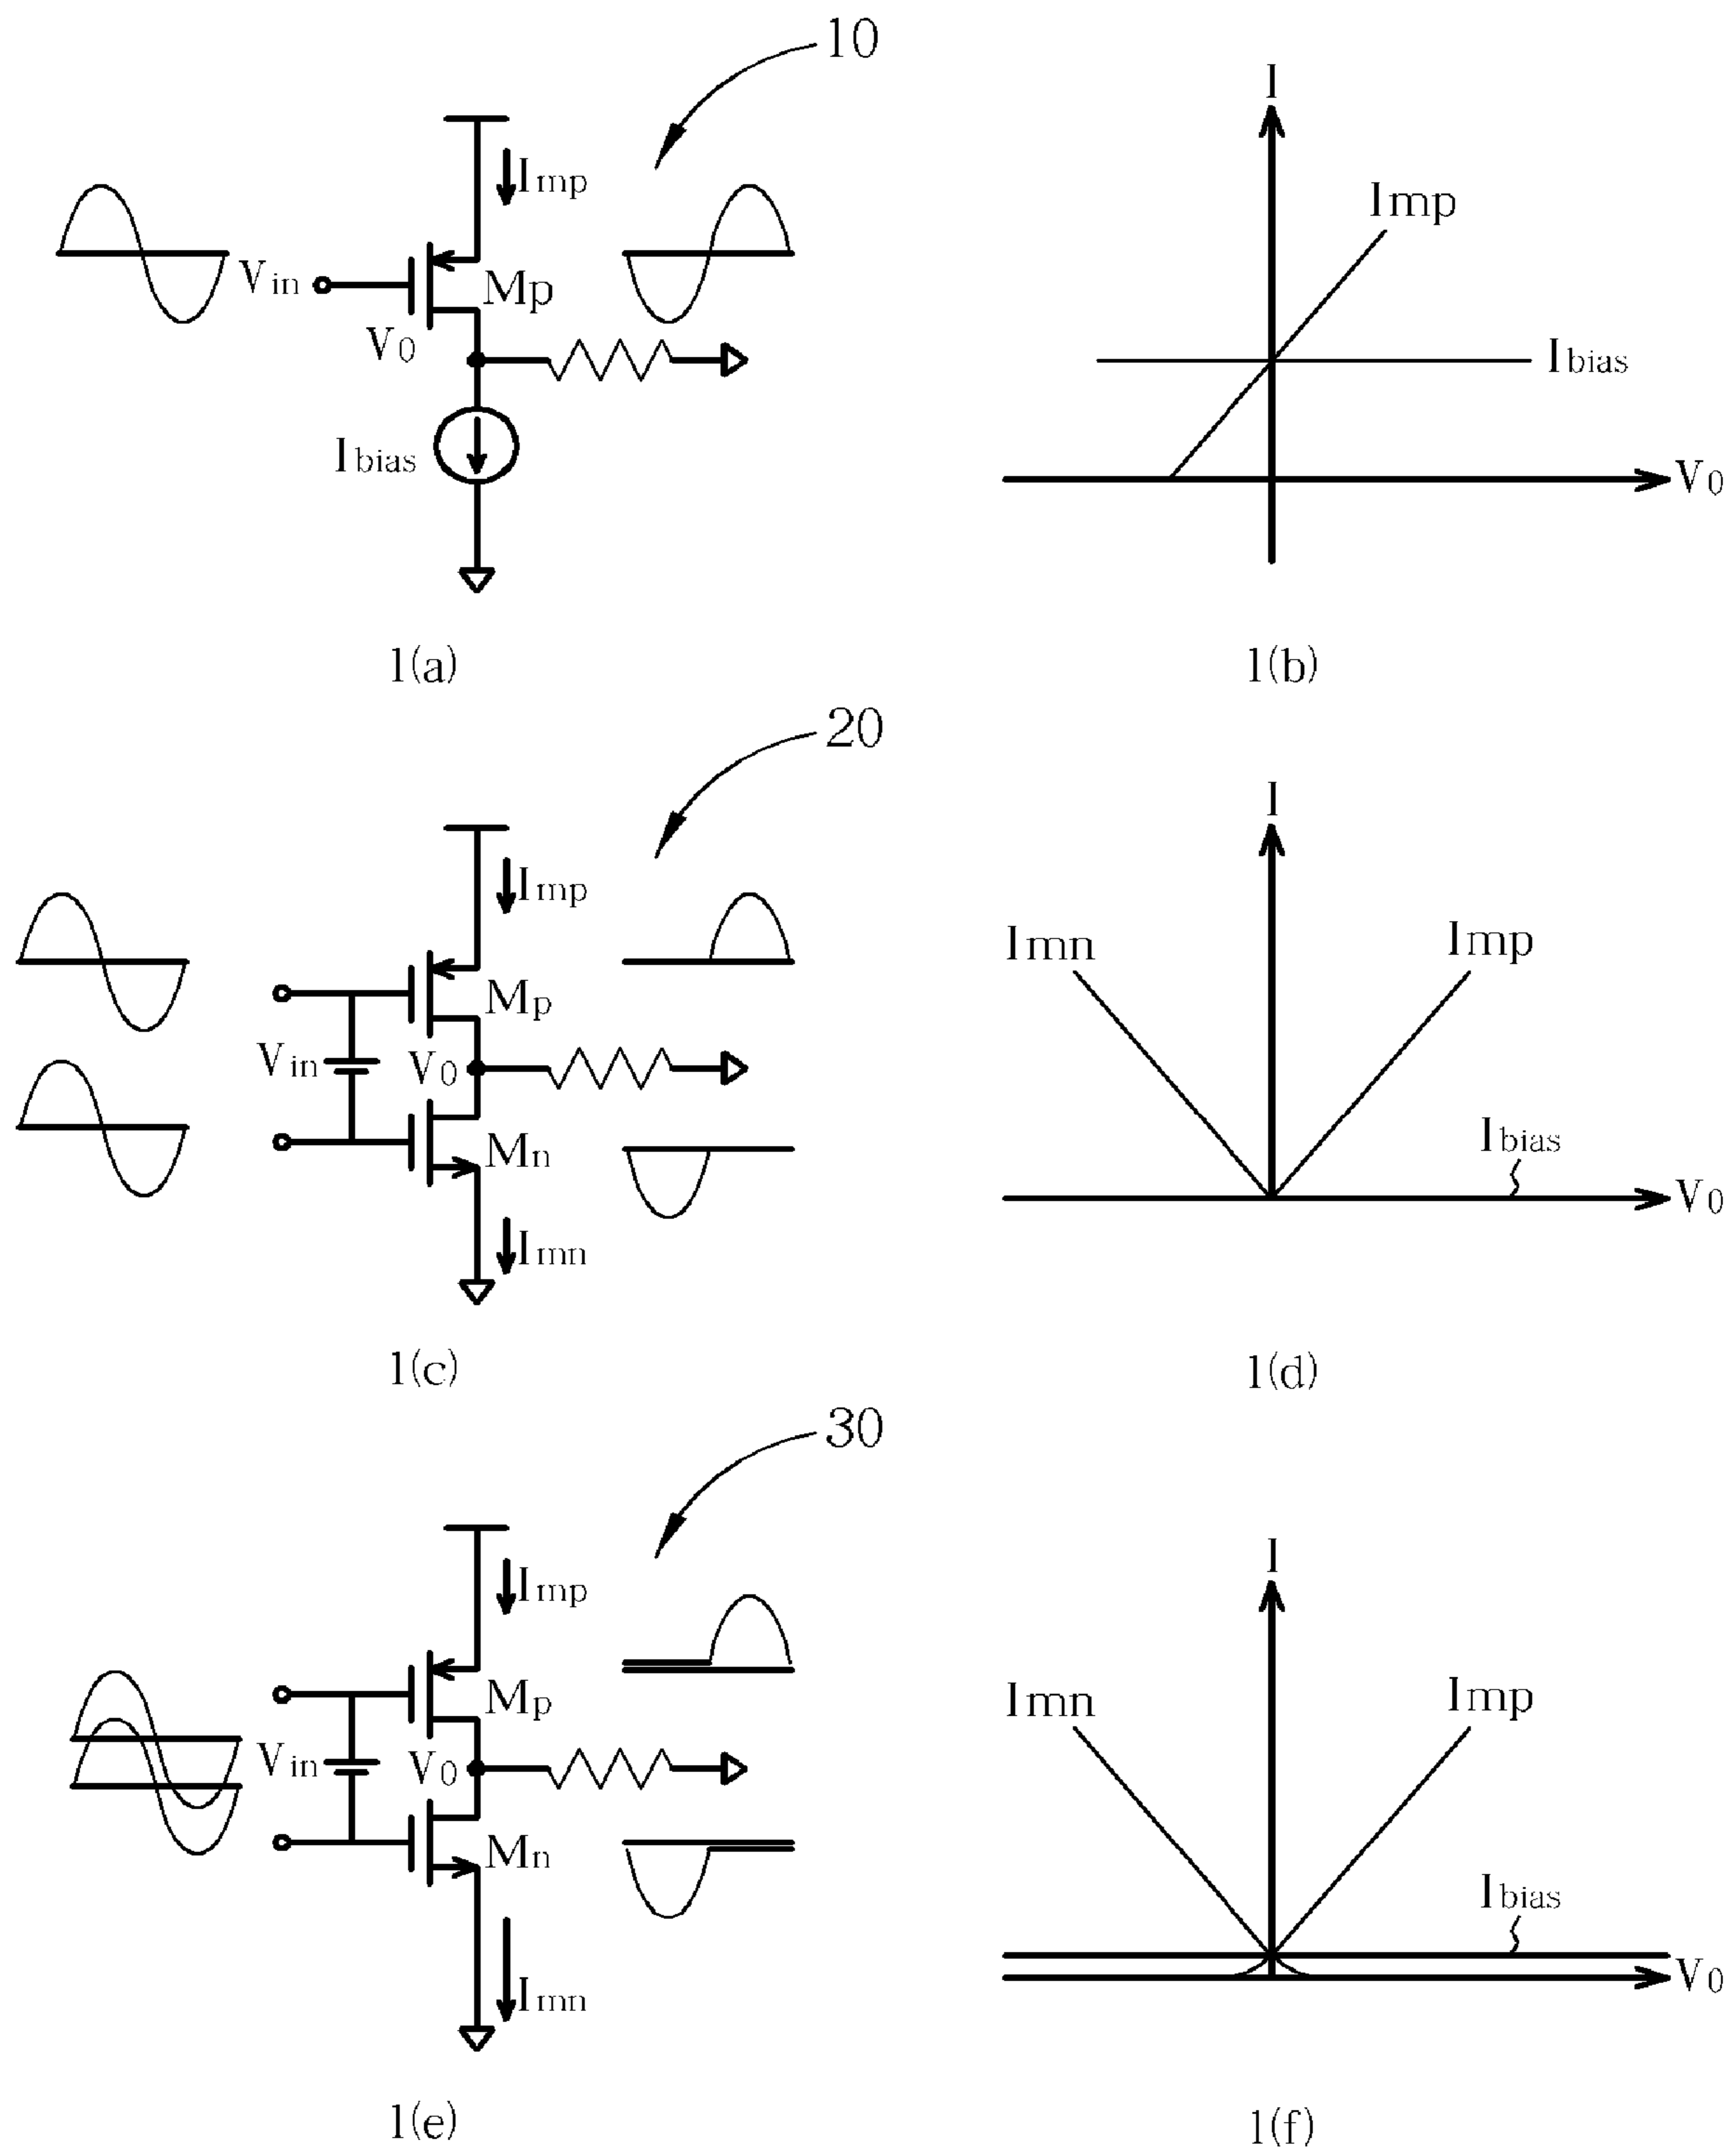 10
Imp
Vin
Mp
V0
Ibias
1(a)
I
Imp
Ibias
V0
1(b)
20
Imp
Mp
Vin
V0
Mn
Imn
1(c)
I
Imn
Imp
Ibias
V0
1(d)
30
Imp
Mp
Vin
V0
Mn
Imn
1(e)
I
Imn
Imp
Ibias
V0
1(f)